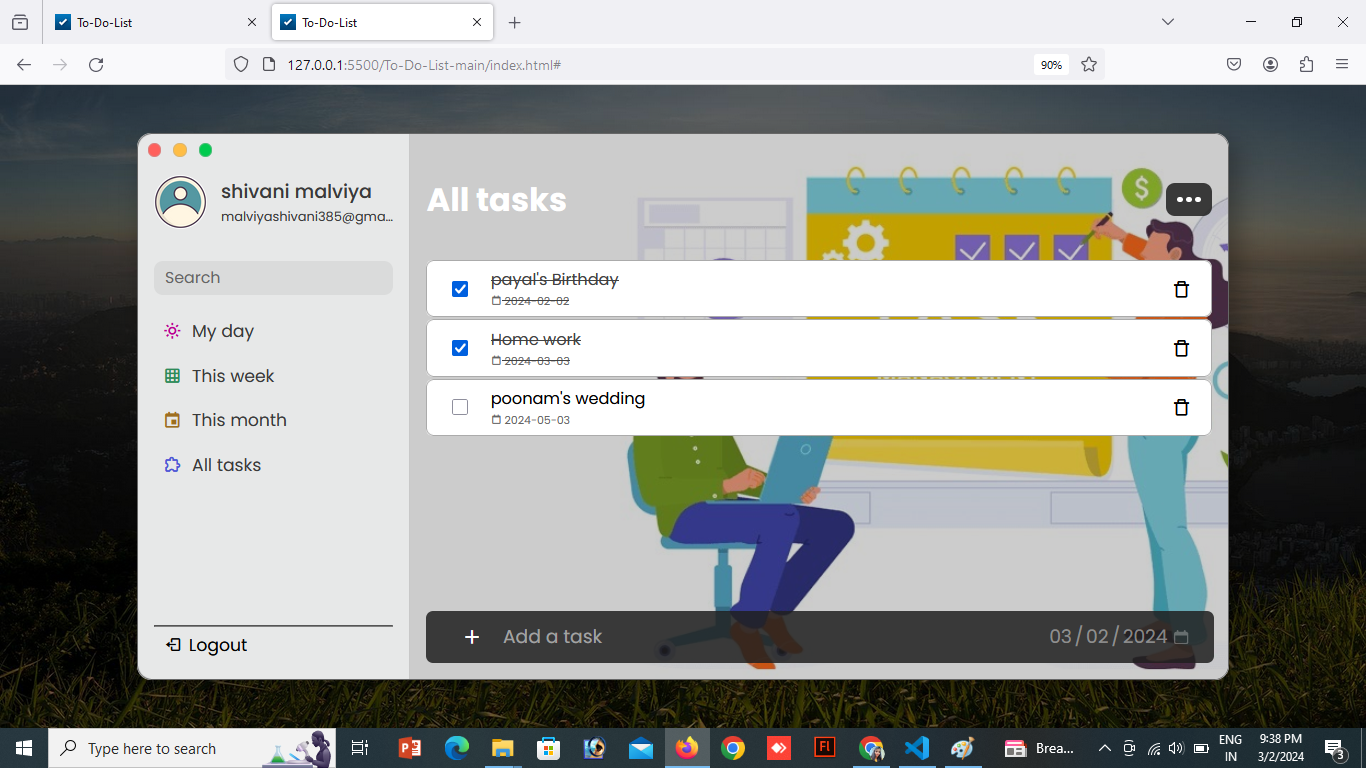 To-Do-List
To-Do-List
127.0.0.1:5500/To-Do-List-main/index.html#
90%
shivani malviya
malviyashivani385@gma...
Search
My day
This week
This month
All tasks
Logout
All tasks
$
payal's Birthday
2024-02-02
Home work
2024-03-03
poonam's wedding
2024-05-03
Add a task
03/02/2024
Type here to search
Fl
Brea...
ENG
IN
9:38 PM
3/2/2024
3